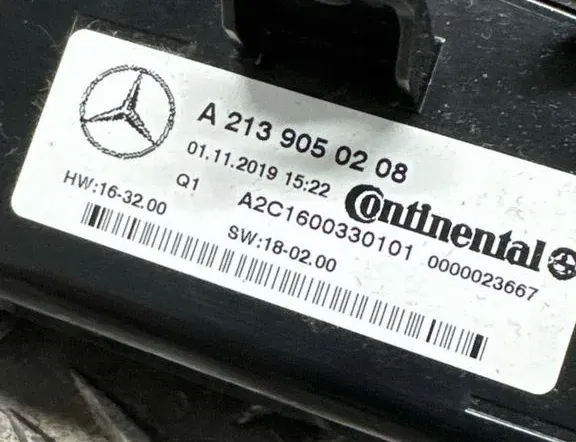 A 213 905 02 08
01.11.2019 15:22
Q1
Continental
HW:16-32.00
A2C1600330101 0000023667
SW:18-02.00